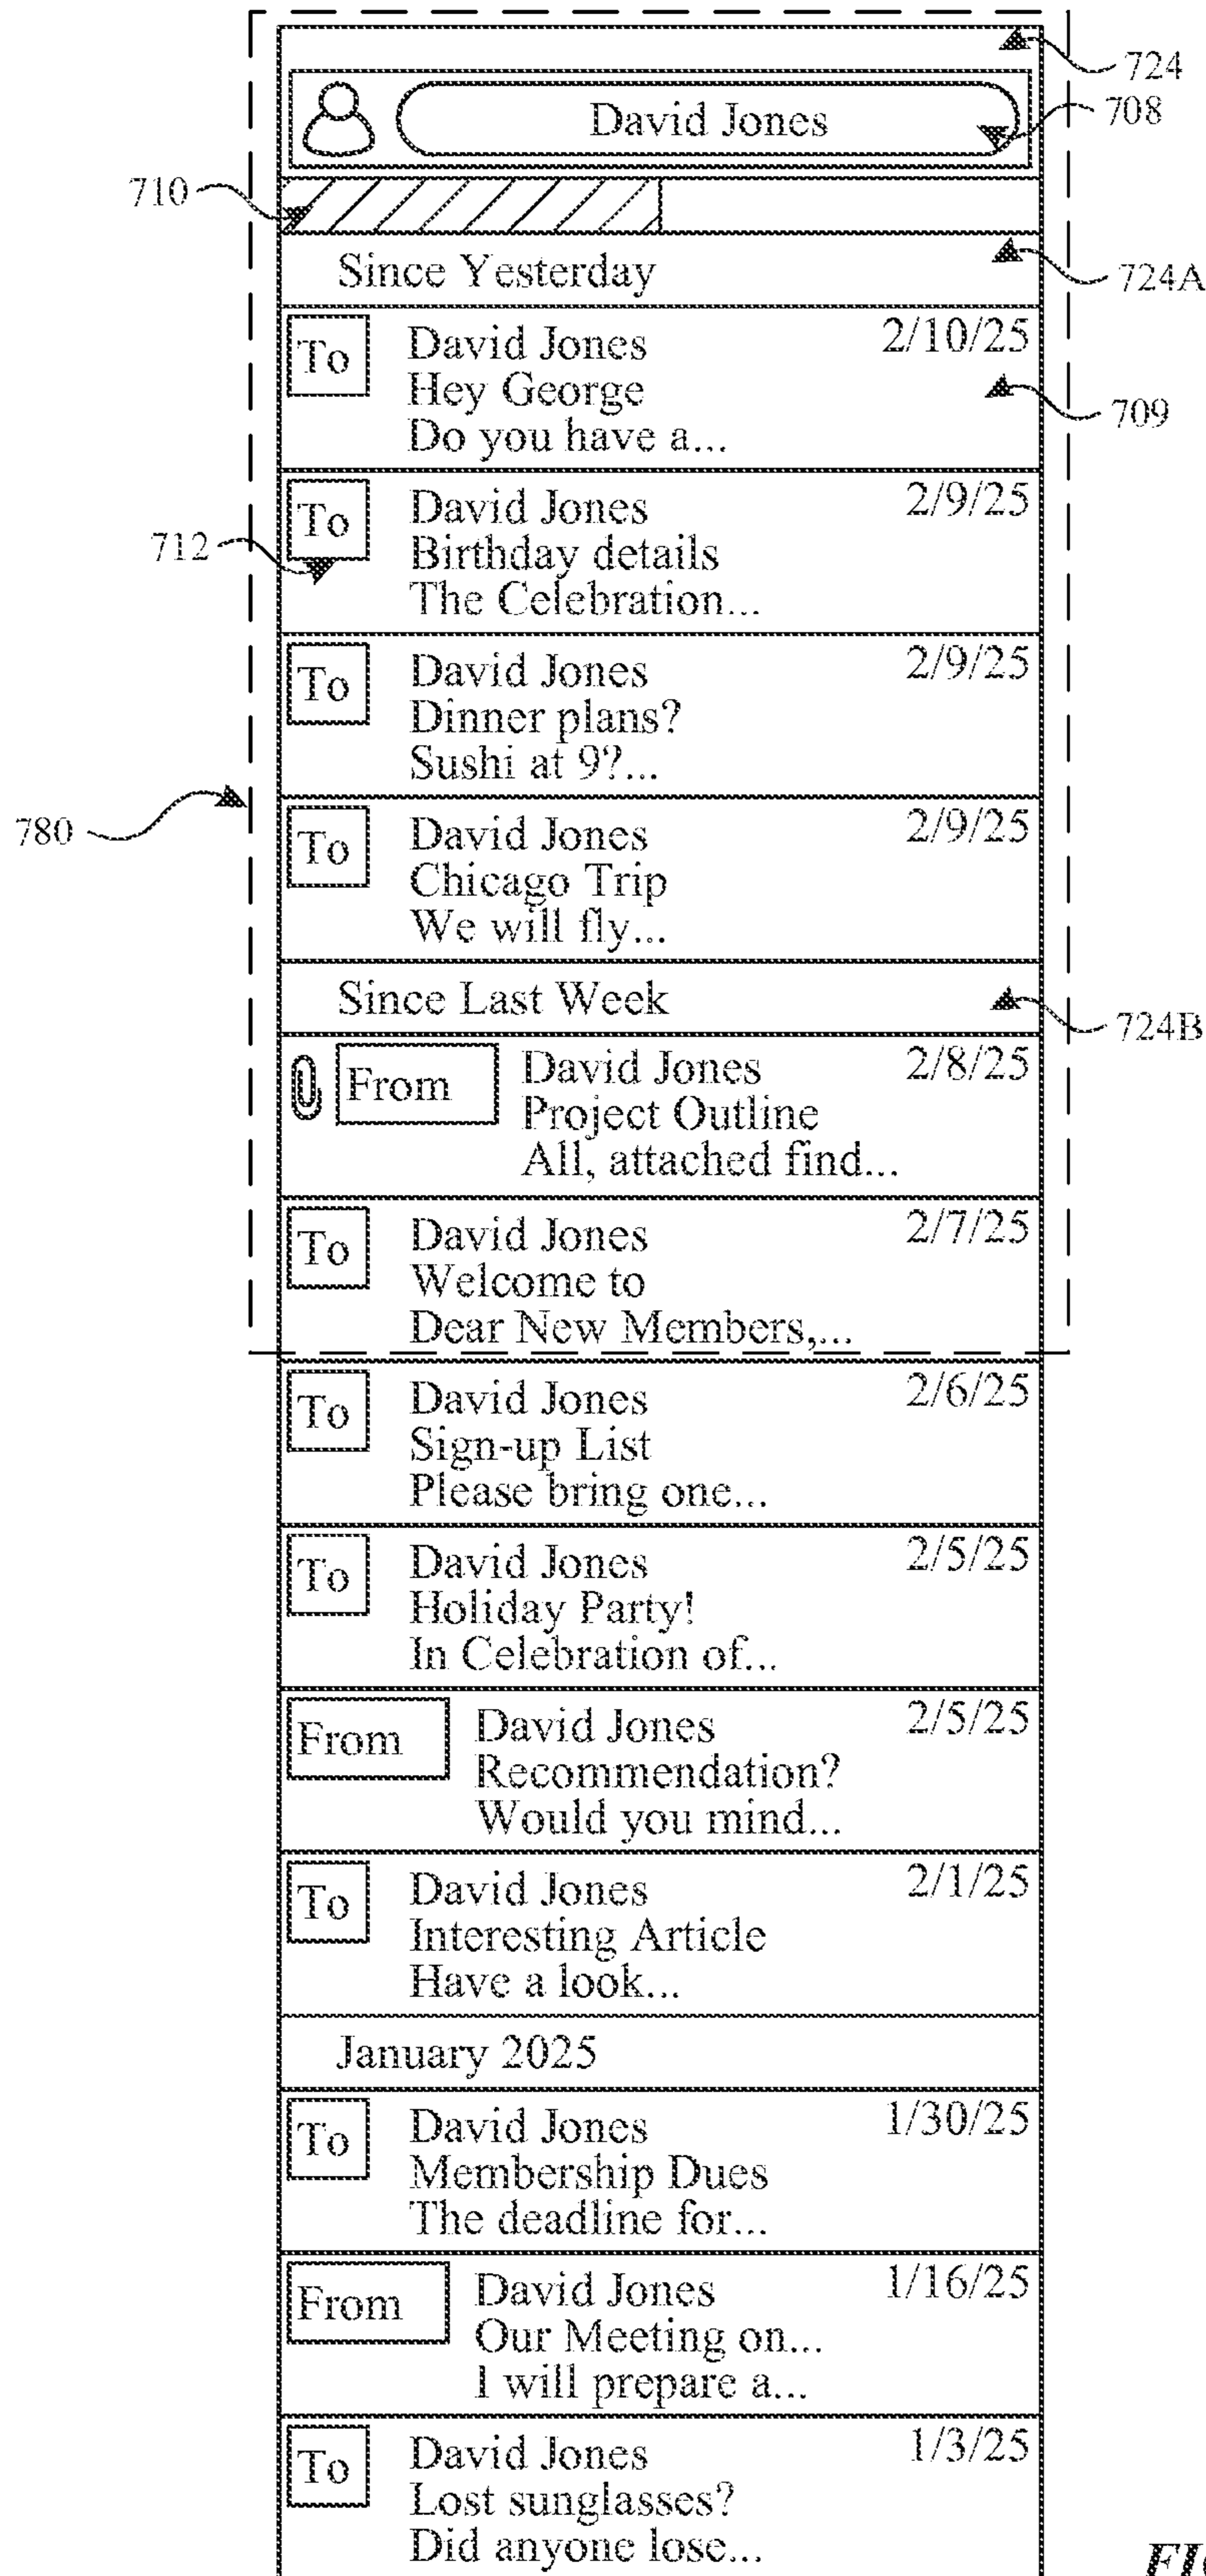 724
David Jones
708
710
Since Yesterday
724A
To
David Jones
2/10/25
Hey George
709
Do you have a...
To
David Jones
2/9/25
712
Birthday details
The Celebration...
To
David Jones
2/9/25
Dinner plans?
Sushi at 9?...
780
To
David Jones
2/9/25
Chicago Trip
We will fly...
Since Last Week
724B
From
David Jones
2/8/25
Project Outline
All, attached find...
To
David Jones
2/7/25
Welcome to
Dear New Members,...
To
David Jones
2/6/25
Sign-up List
Please bring one...
To
David Jones
2/5/25
Holiday Party!
In Celebration of...
From
David Jones
2/5/25
Recommendation?
Would you mind...
To
David Jones
2/1/25
Interesting Article
Have a look...
January 2025
To
David Jones
1/30/25
Membership Dues
The deadline for...
From
David Jones
1/16/25
Our Meeting on...
I will prepare a...
To
David Jones
1/3/25
Lost sunglasses?
Did anyone lose...